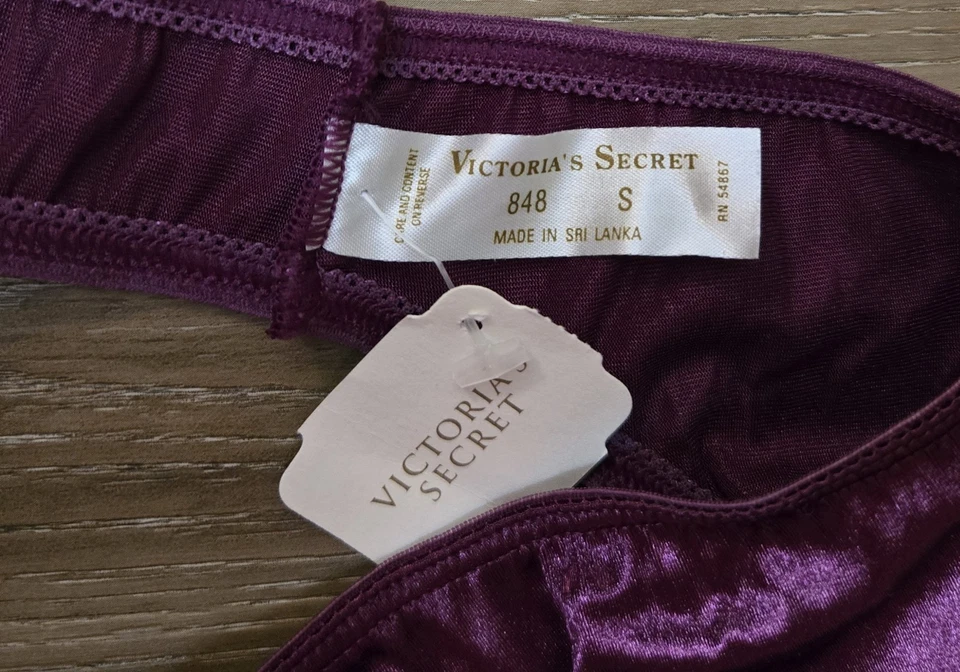 CARE AND CONTENT
ON REVERSE
VICTORIA'S SECRET
848 S
MADE IN SRI LANKA
RN 54867
VICTORIA'S
SECRET